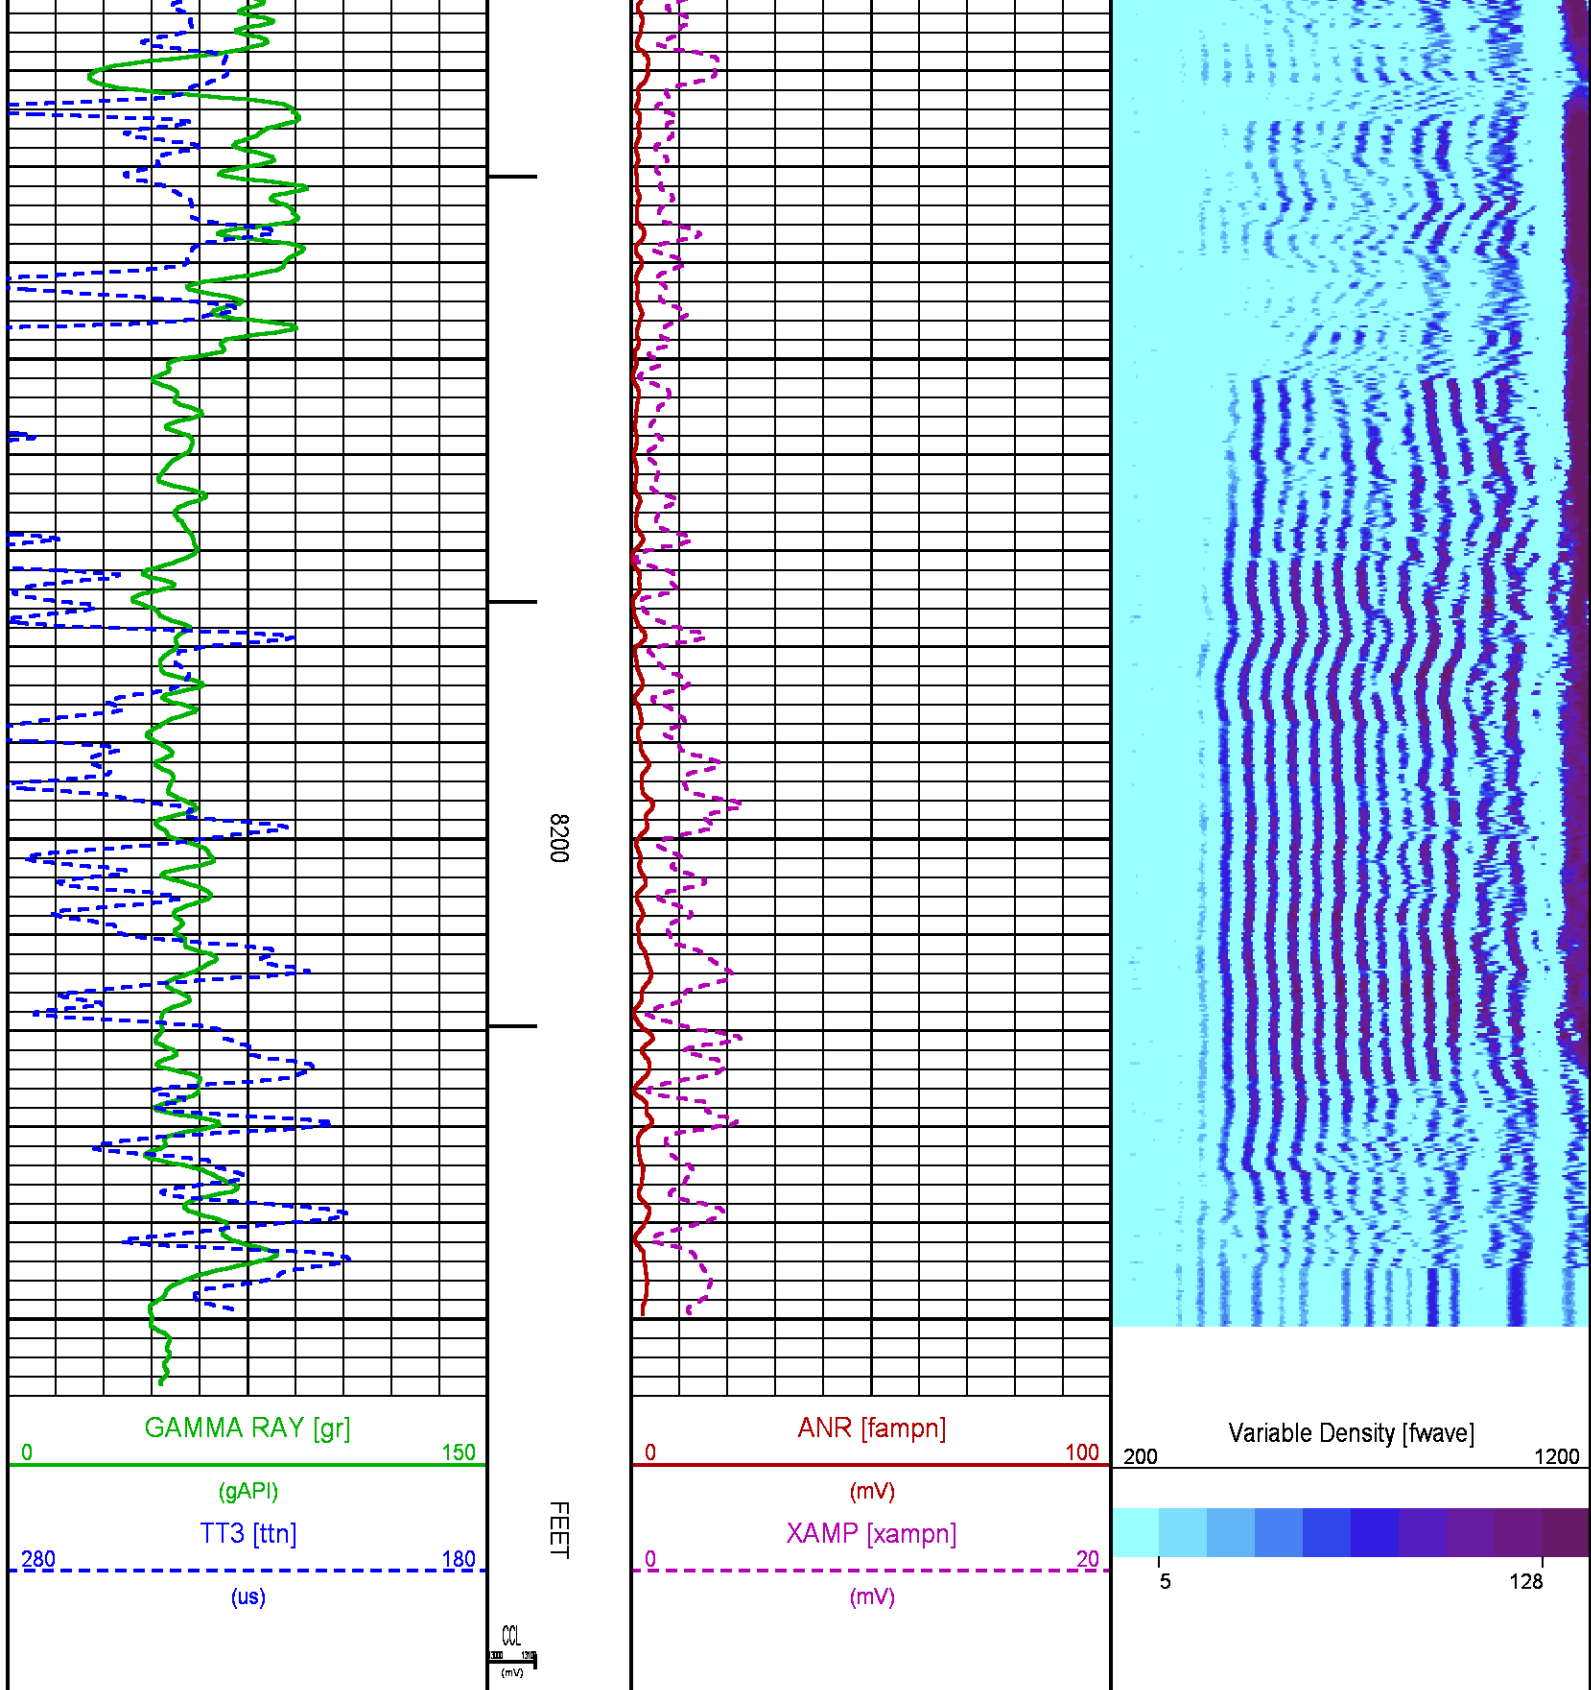 8200
GAMMA RAY [gr]
0 150
(gAPI)
TT3 [ttn]
280 180
(us)
FEET
CCL
(mV)
ANR [fampn]
0 100
(mV)
XAMP [xampn]
0 20
(mV)
Variable Density [fwave]
200 1200
5 128